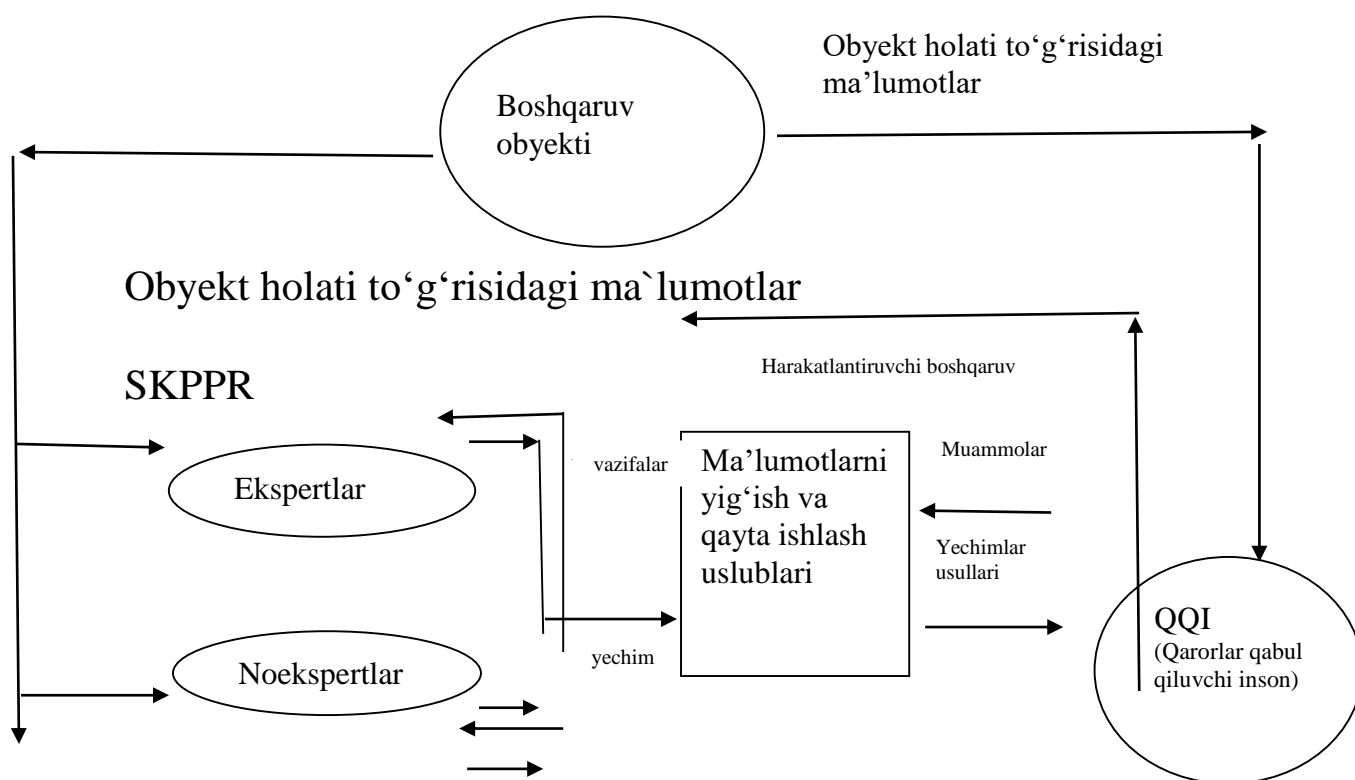 Obyekt holati to‘g‘risidagi
ma’lumotlar
Boshqaruv
obyekti
Obyekt holati to‘g‘risidagi ma`lumotlar
Harakatlantiruvchi boshqaruv
SKPPR
Ekspertlar
vazifalar
Ma’lumotlarni
yig‘ish va
qayta ishlash
uslublari
Muammolar
Yechimlar
usullari
yechim
Noekspertlar
QQI
(Qarorlar qabul
qiluvchi inson)